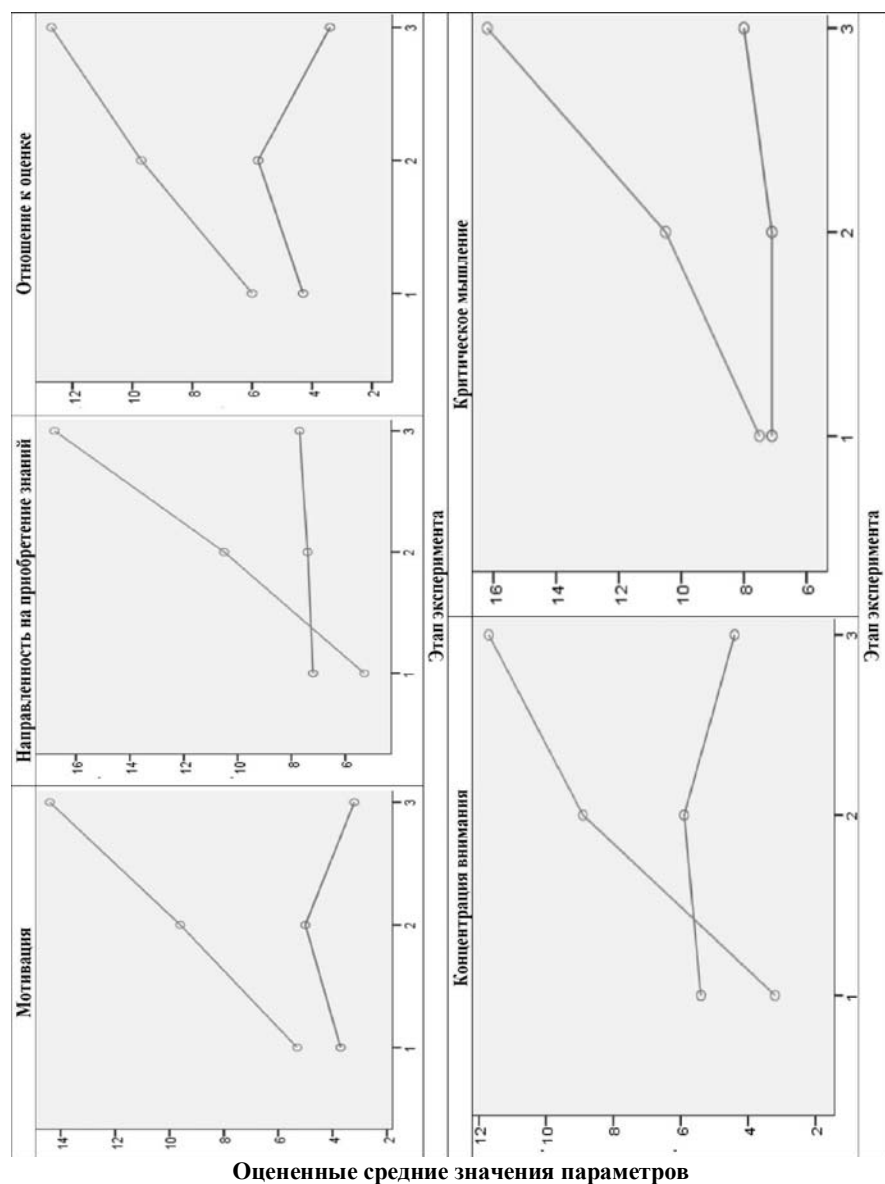 Мотивация
14
12
10
8
6
4
2
1 2 3
Направленность на приобретение знаний
16
14
12
10
8
6
1 2 3
Отношение к оценке
12
10
8
6
4
2
1 2 3
Этап эксперимента
Концентрация внимания
12
10
8
6
4
2
1 2 3
Критическое мышление
16
14
12
10
8
6
1 2 3
Этап эксперимента
Оцененные средние значения параметров